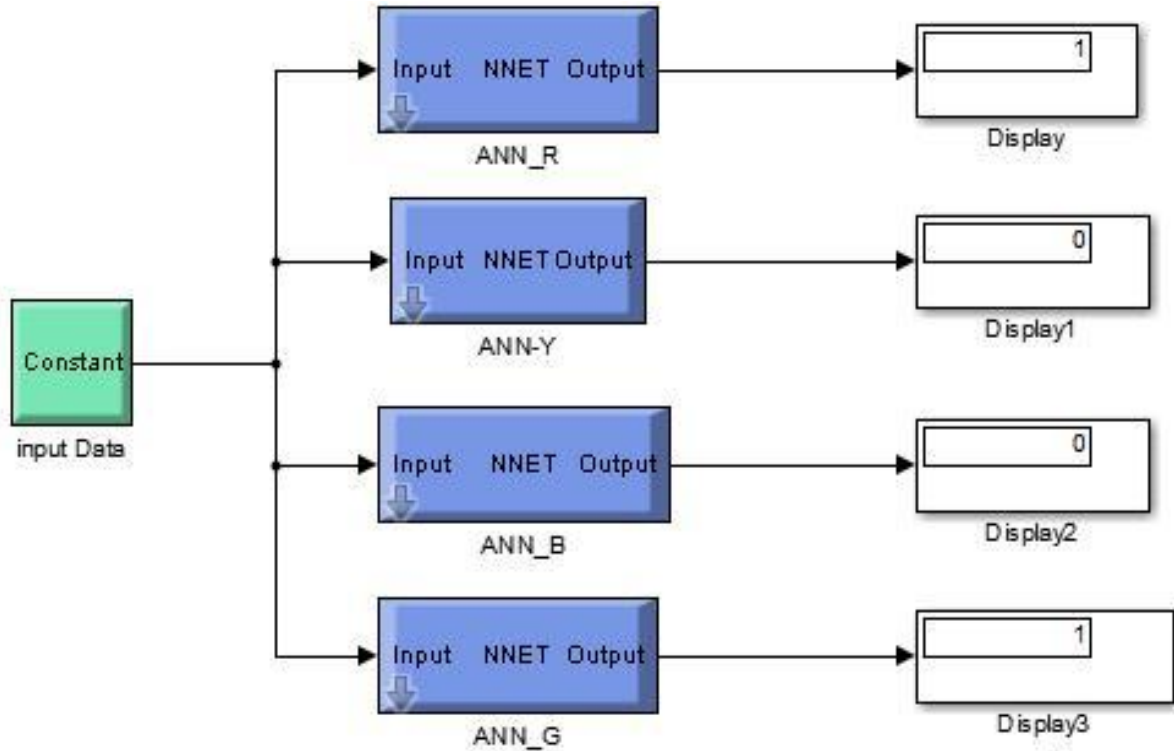 Input NNET Output
1
ANN_R
Display
Input NNET Output
0
ANN-Y
Display1
Constant
input Data
Input NNET Output
0
ANN_B
Display2
Input NNET Output
1
ANN_G
Display3